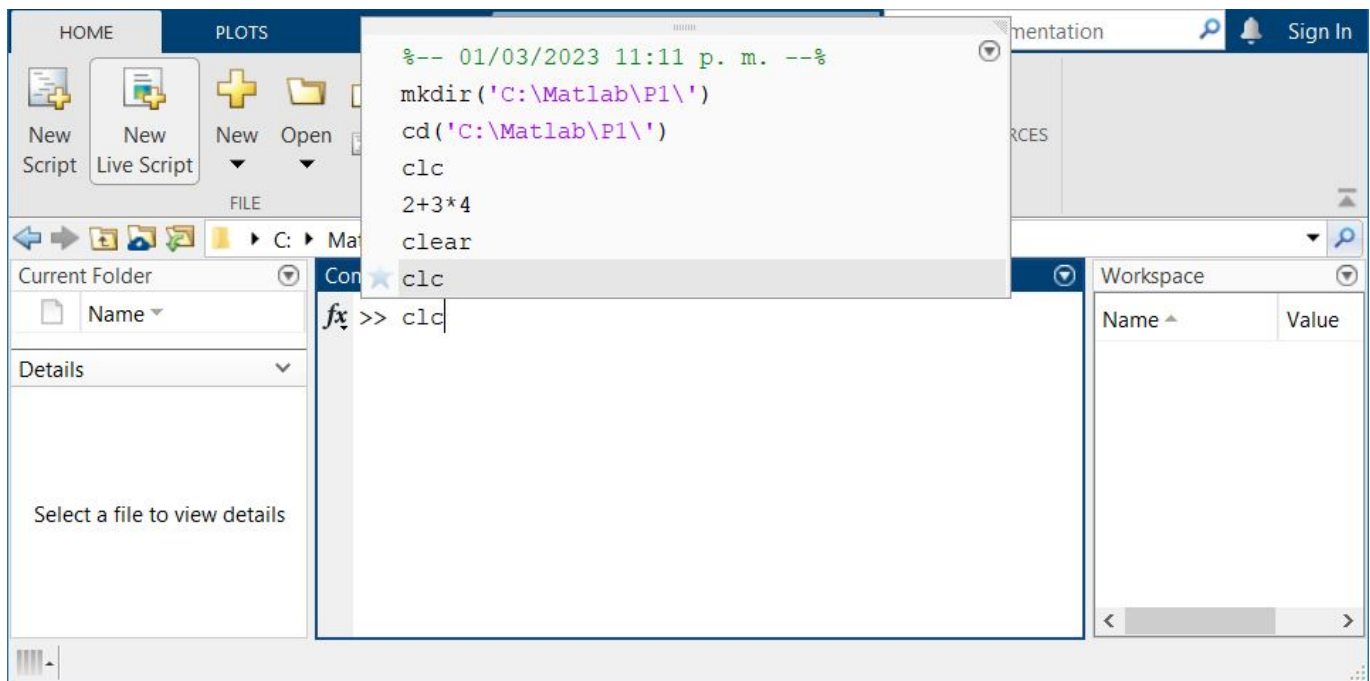 HOME PLOTS
mentation Sign In
%-- 01/03/2023 11:11 p. m. --%
mkdir('C:\Matlab\P1\')
cd('C:\Matlab\P1\')
clc
2+3*4
clear
clc
New Script
New Live Script
New
Open
RCES
FILE
C: Mat
Current Folder
Com
Workspace
Name
fx >> clc
Name Value
Details
Select a file to view details